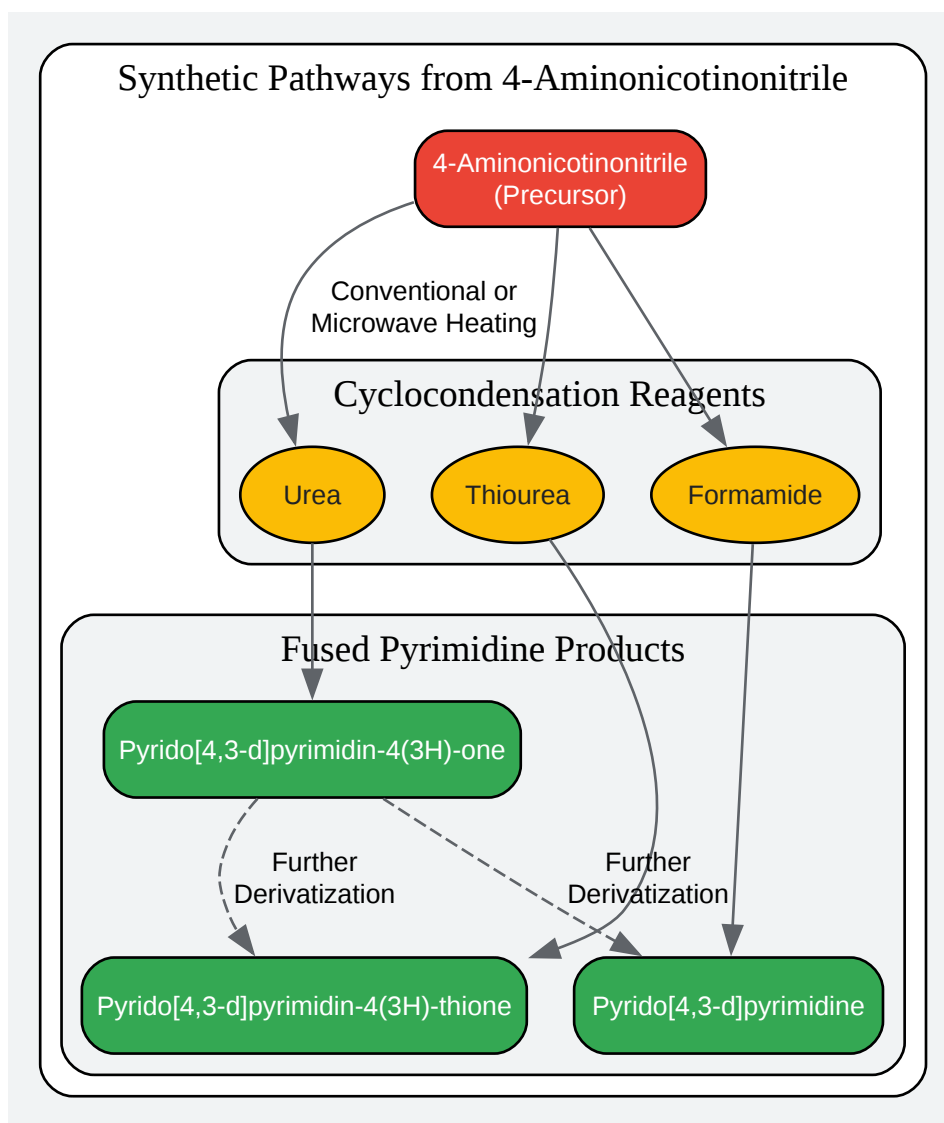 Synthetic Pathways from 4-Aminonicotinonitrile
4-Aminonicotinonitrile
(Precursor)
Conventional or
Microwave Heating
Cyclocondensation Reagents
Urea
Thiourea
Formamide
Fused Pyrimidine Products
Pyrido[4,3-d]pyrimidin-4(3H)-one
Further
Derivatization
Further
Derivatization
Pyrido[4,3-d]pyrimidin-4(3H)-thione
Pyrido[4,3-d]pyrimidine